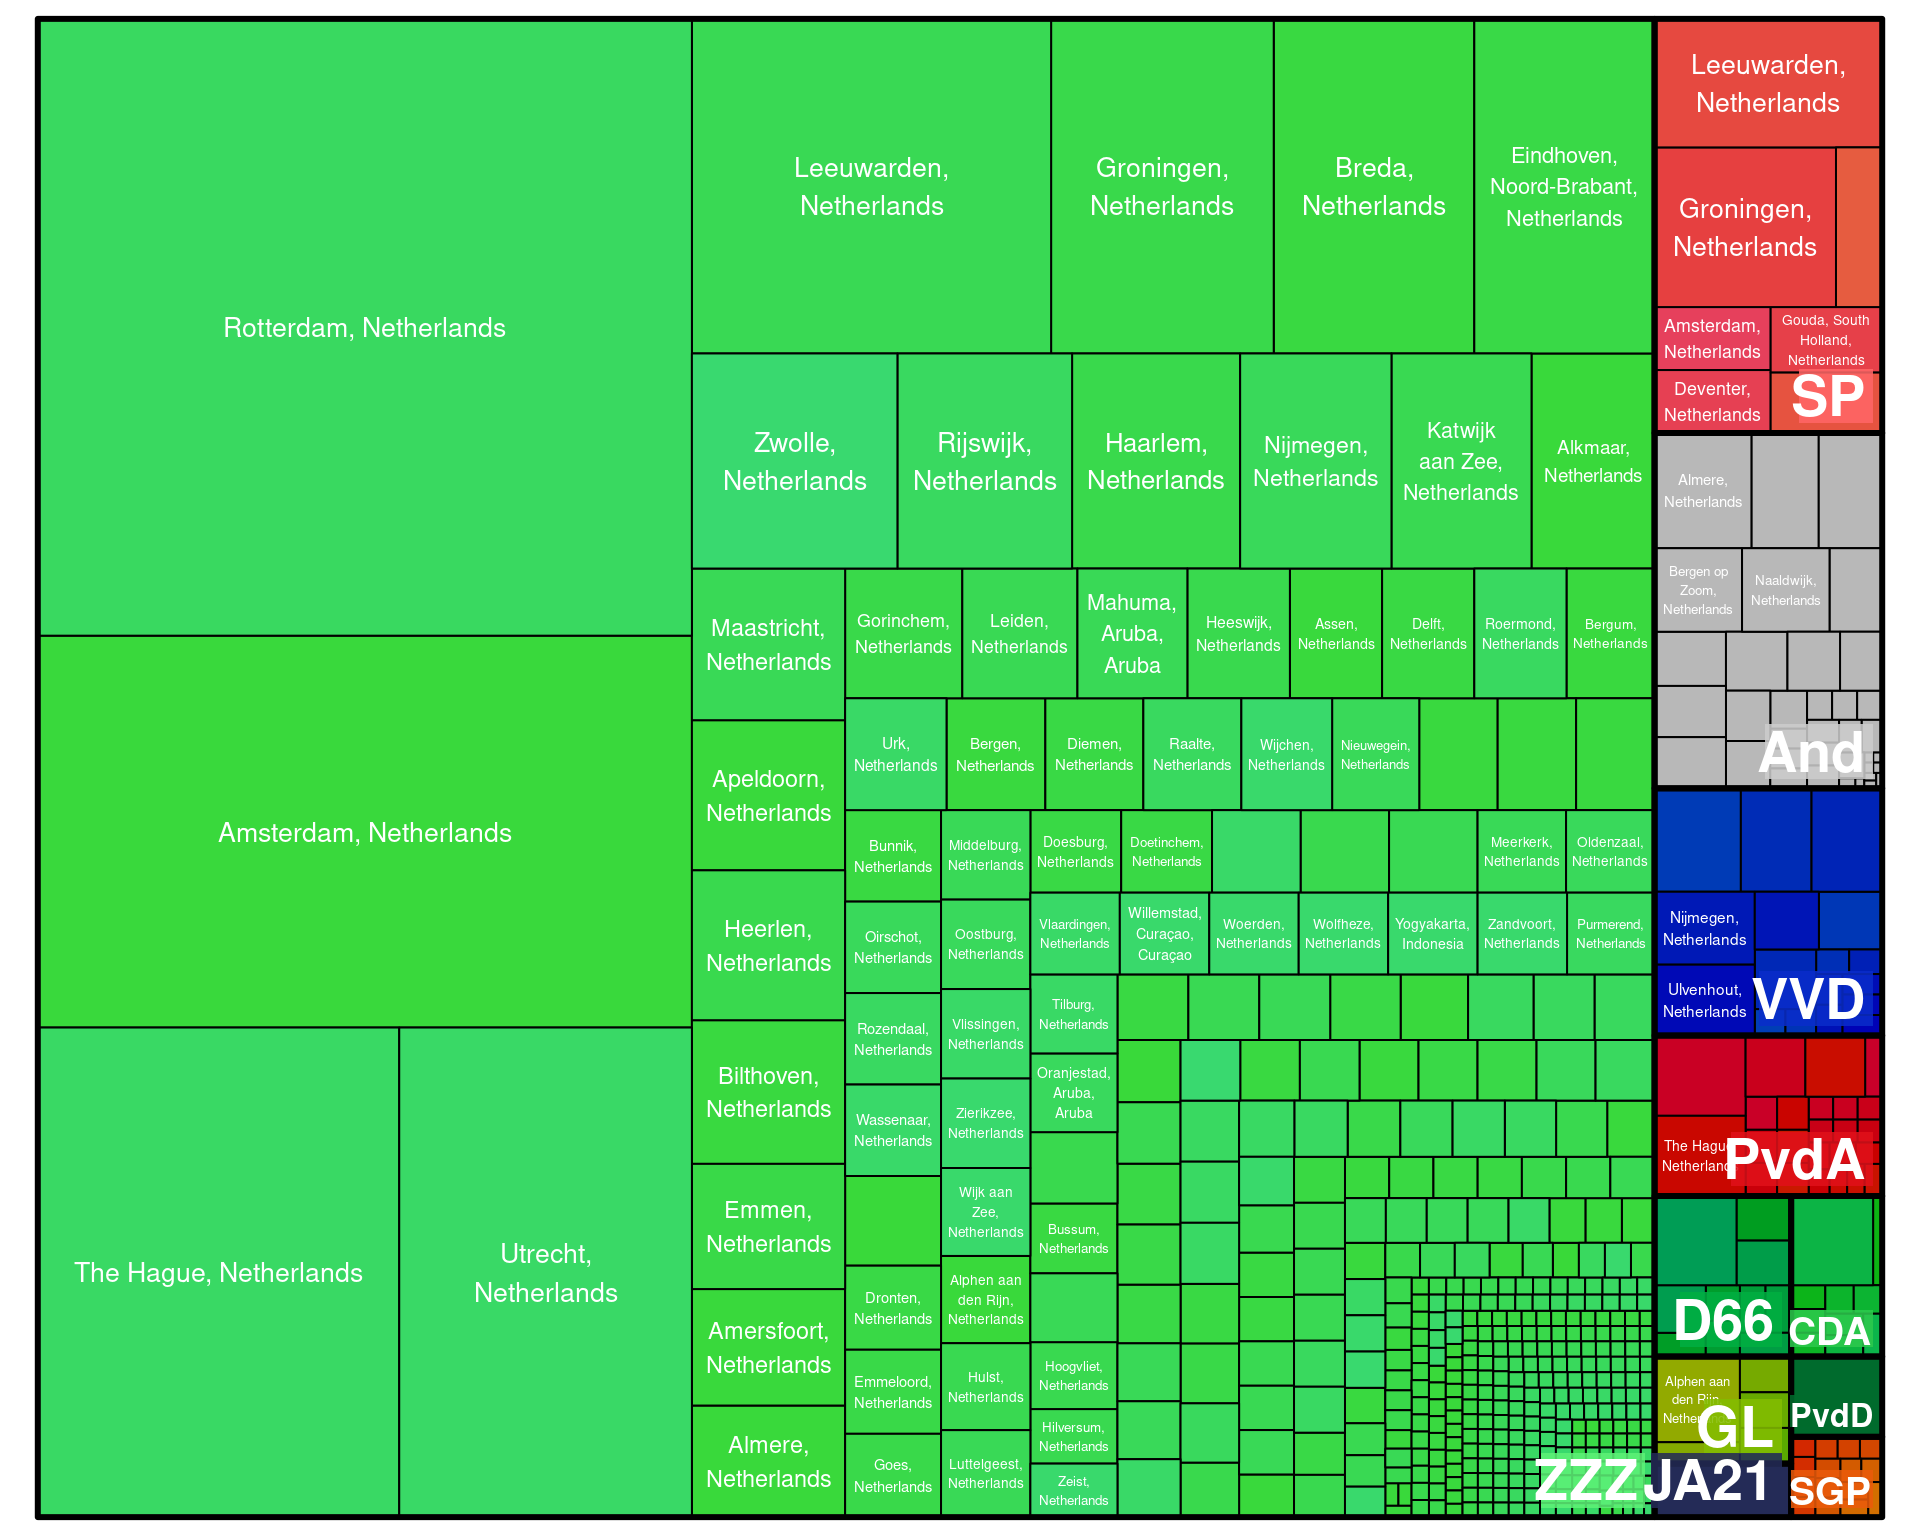 Rotterdam, Netherlands
Amsterdam, Netherlands
The Hague, Netherlands
Utrecht,
Netherlands
Leeuwarden,
Netherlands
Groningen,
Netherlands
Breda,
Netherlands
Eindhoven,
Noord-Brabant,
Netherlands
Zwolle,
Netherlands
Rijswijk,
Netherlands
Haarlem,
Netherlands
Nijmegen,
Netherlands
Katwijk
aan Zee,
Netherlands
Alkmaar,
Netherlands
Maastricht,
Netherlands
Apeldoorn,
Netherlands
Heerlen,
Netherlands
Bilthoven,
Netherlands
Emmen,
Netherlands
Amersfoort,
Netherlands
Almere,
Netherlands
Gorinchem,
Netherlands
Leiden,
Netherlands
Mahuma,
Aruba,
Aruba
Heeswijk,
Netherlands
Assen,
Netherlands
Delft,
Netherlands
Roermond,
Netherlands
Bergum,
Netherlands
Urk,
Netherlands
Bergen,
Netherlands
Diemen,
Netherlands
Raalte,
Netherlands
Wijchen,
Netherlands
Nieuwegein,
Netherlands
Bunnik,
Netherlands
Oirschot,
Netherlands
Rozendaal,
Netherlands
Wassenaar,
Netherlands
Dronten,
Netherlands
Emmeloord,
Netherlands
Goes,
Netherlands
Middelburg,
Netherlands
Oostburg,
Netherlands
Vlissingen,
Netherlands
Zierikzee,
Netherlands
Wijk aan
Zee,
Netherlands
Alphen aan
den Rijn,
Netherlands
Hulst,
Netherlands
Luttelgeest,
Netherlands
Doesburg,
Netherlands
Doetinchem,
Netherlands
Meerkerk,
Netherlands
Oldenzaal,
Netherlands
Vlaardingen,
Netherlands
Willemstad,
Curaçao,
Curaçao
Woerden,
Netherlands
Wolfheze,
Netherlands
Yogyakarta,
Indonesia
Zandvoort,
Netherlands
Purmerend,
Netherlands
Tilburg,
Netherlands
Oranjestad,
Aruba,
Aruba
Bussum,
Netherlands
Hoogvliet,
Netherlands
Hilversum,
Netherlands
Zeist,
Netherlands
ZZZ
Leeuwarden,
Netherlands
Groningen,
Netherlands
Amsterdam,
Netherlands
Gouda, South
Holland,
Netherlands
Deventer,
Netherlands
SP
Almere,
Netherlands
Bergen op
Zoom,
Netherlands
Naaldwijk,
Netherlands
And
Nijmegen,
Netherlands
Ulvenhout,
Netherlands
VVD
The Hague,
Netherlands
PvdA
D66
CDA
Alphen aan
den Rijn,
Netherlands
GL
PvdD
JA21
SGP